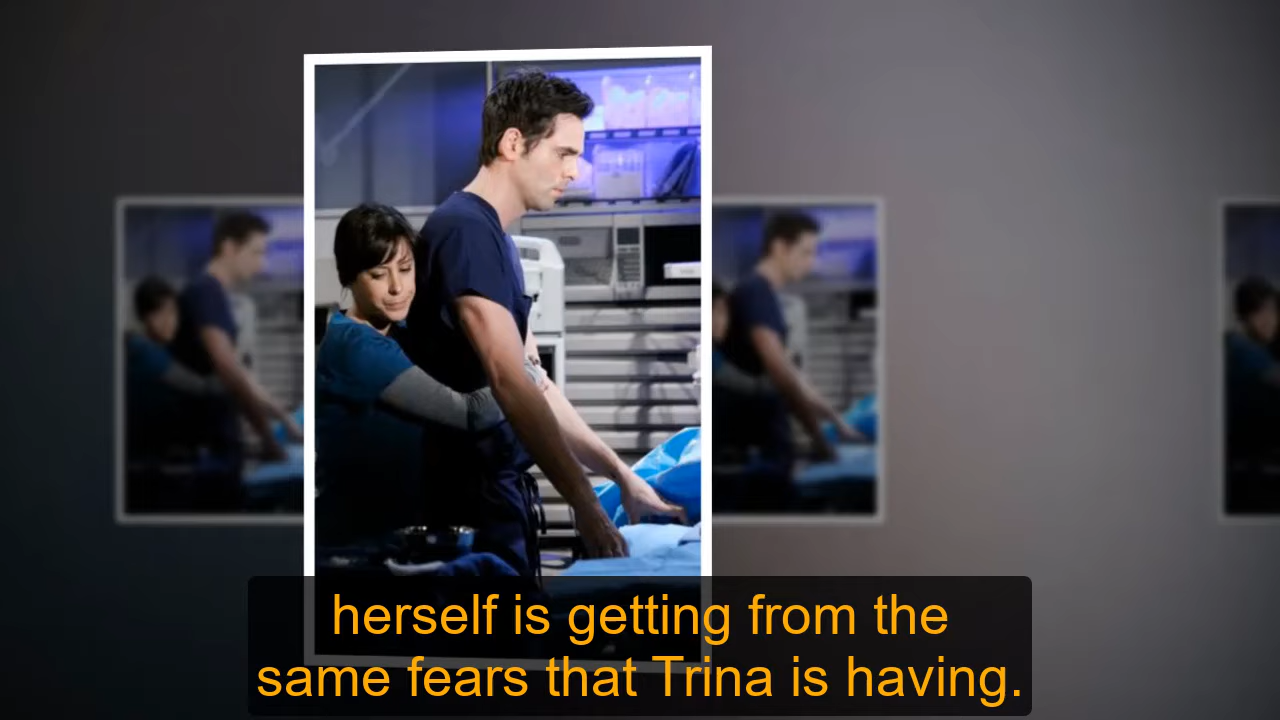 herself is getting from the
same fears that Trina is having.